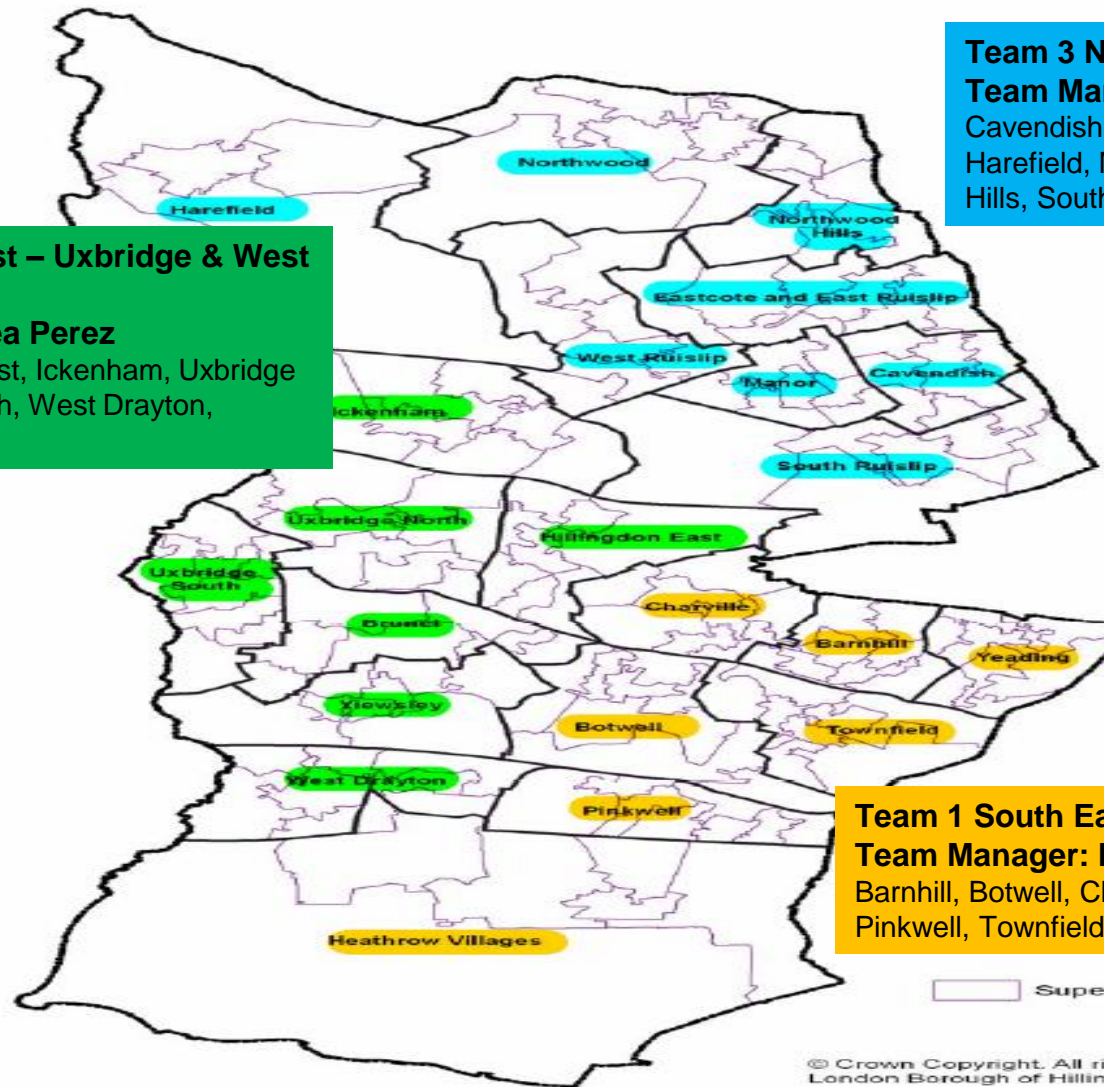 Team 3 N
Team Mar
Cavendish
Harefield, N
Hills, South
st – Uxbridge & West
ea Perez
st, Ickenham, Uxbridge
h, West Drayton,
Northwood
Harefield
Northwood
Hills
Eastcote and East Ruislip
West Ruislip
Manor
Cavendish
Ickenham
South Ruislip
Uxbridge North
Hillingdon East
Uxbridge
South
Charville
Brunel
Barnhill
Yeading
Yiewsley
Botwell
Townfield
West Drayton
Pinkwell
Team 1 South Ea
Team Manager:
Barnhill, Botwell, Ch
Pinkwell, Townfield
Heathrow Villages
Supe
© Crown Copyright. All ri
London Borough of Hillin